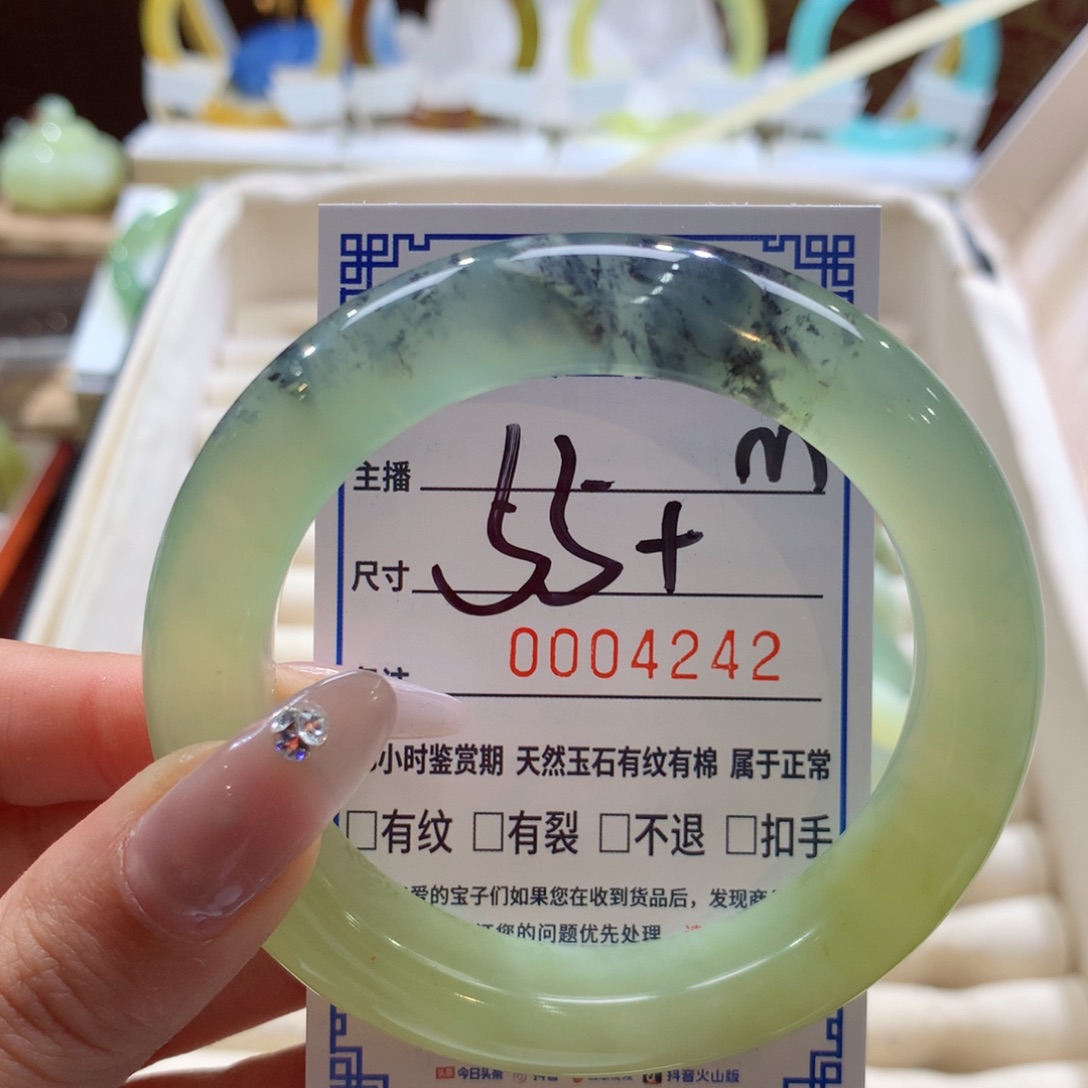 m
主播
55+
尺寸
0004242
小时鉴赏期 天然玉石有纹有棉 属于正常
□有纹 □有裂 □不退 □扣手
爱的宝子们如果您在收到货品后，发现商
您的问题优先处理
今日头条 抖音 抖音火山版